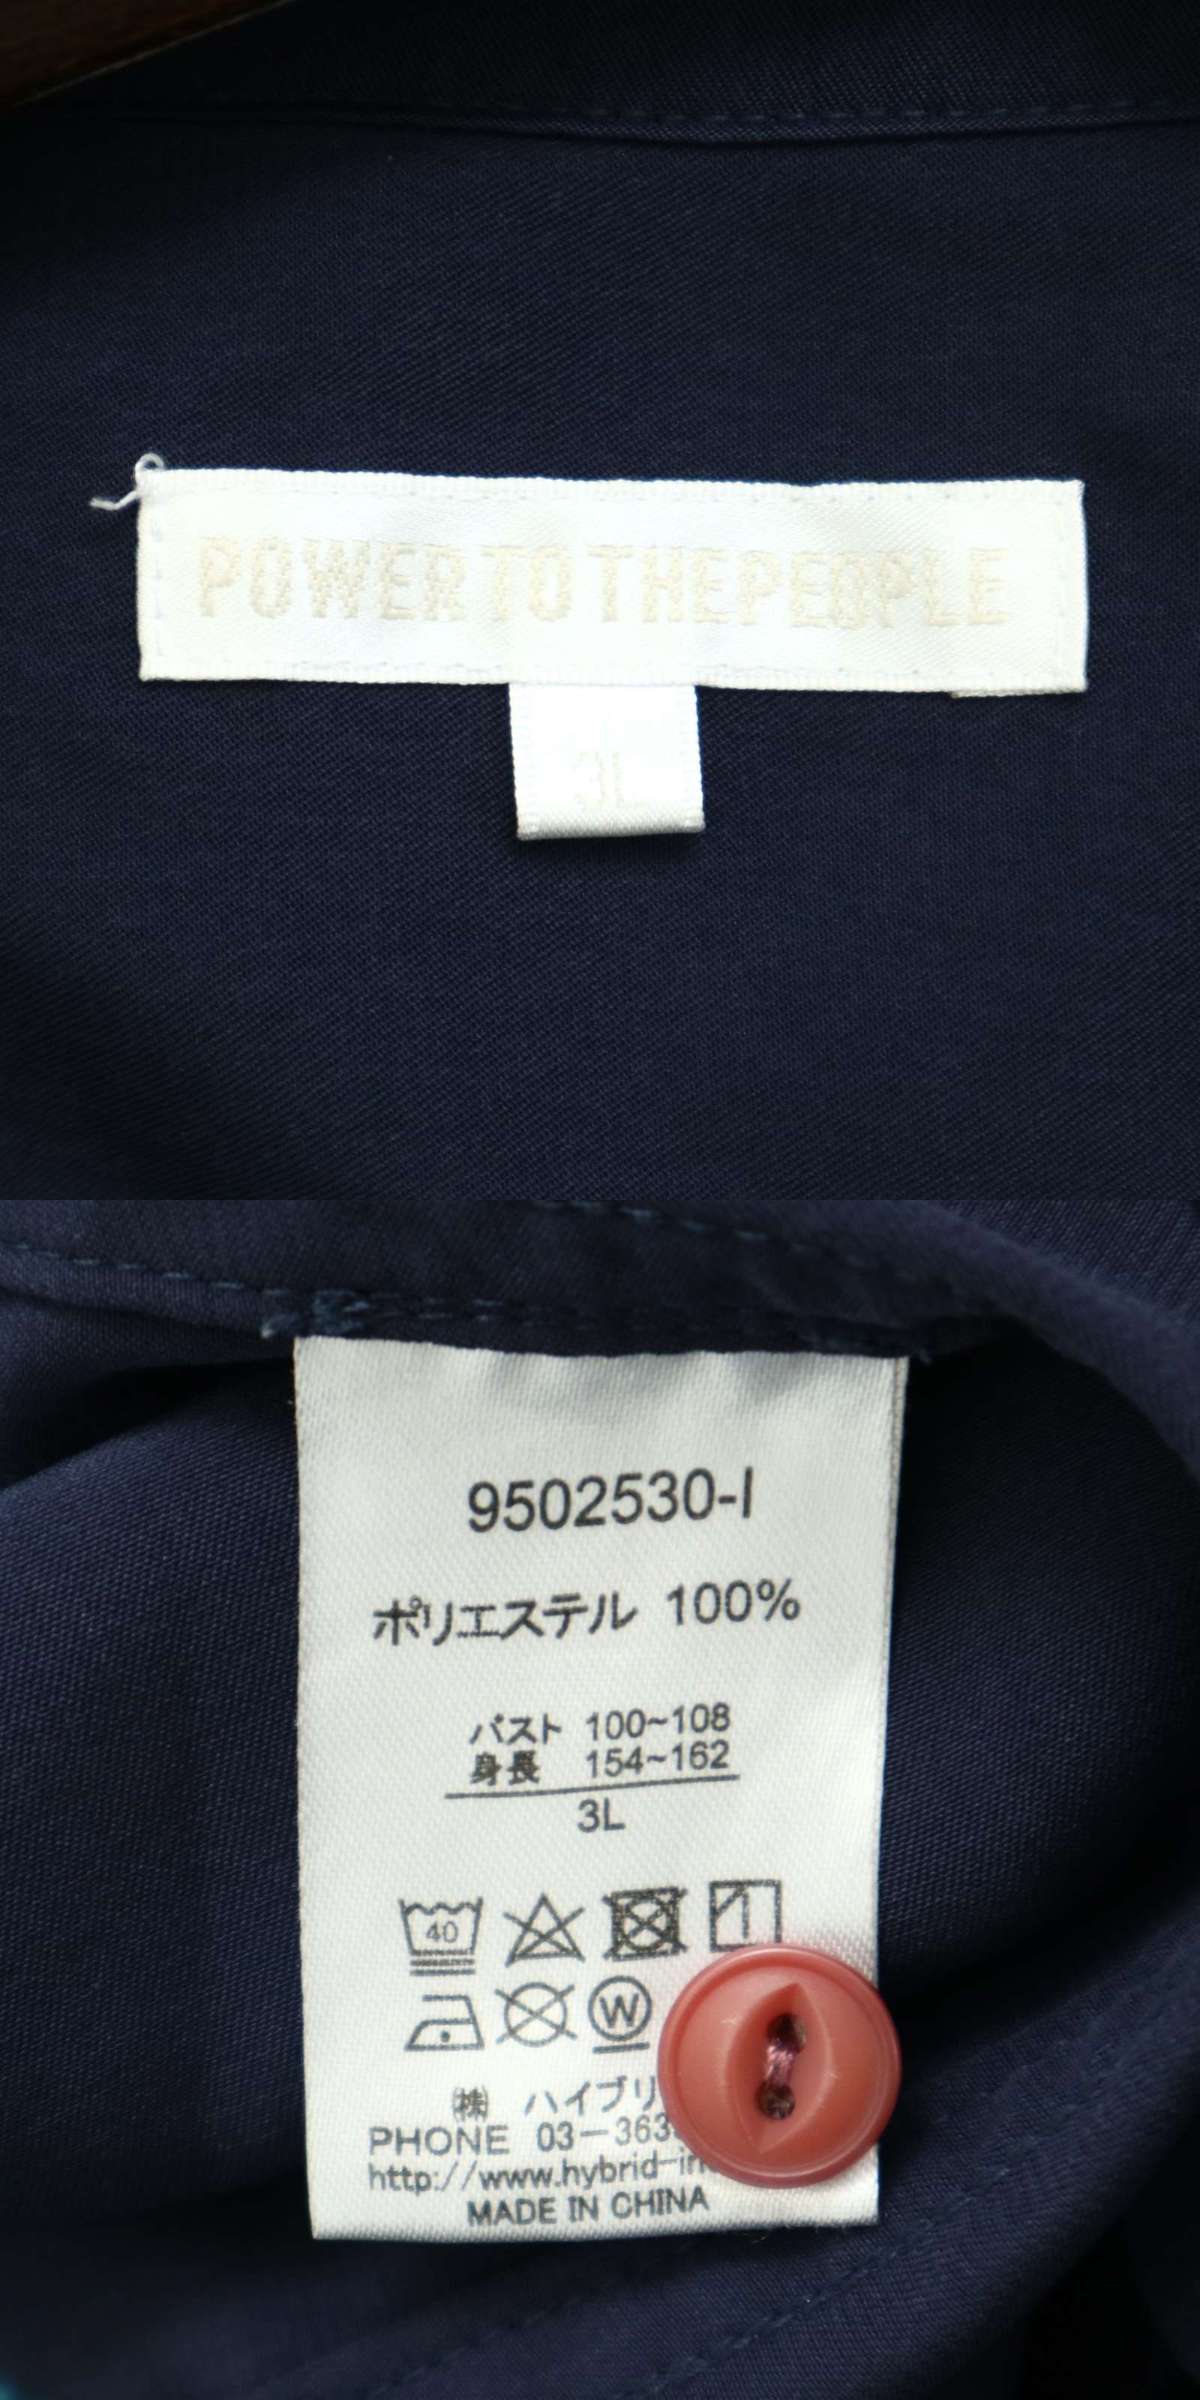 POWER TO THE PEOPLE
3L
9502530-I
ポリエステル 100%
バスト 100~108
身長 154~162
3L
40
W
㈱ ハイブリ
PHONE 03-363
http://www.hybrid-in
MADE IN CHINA